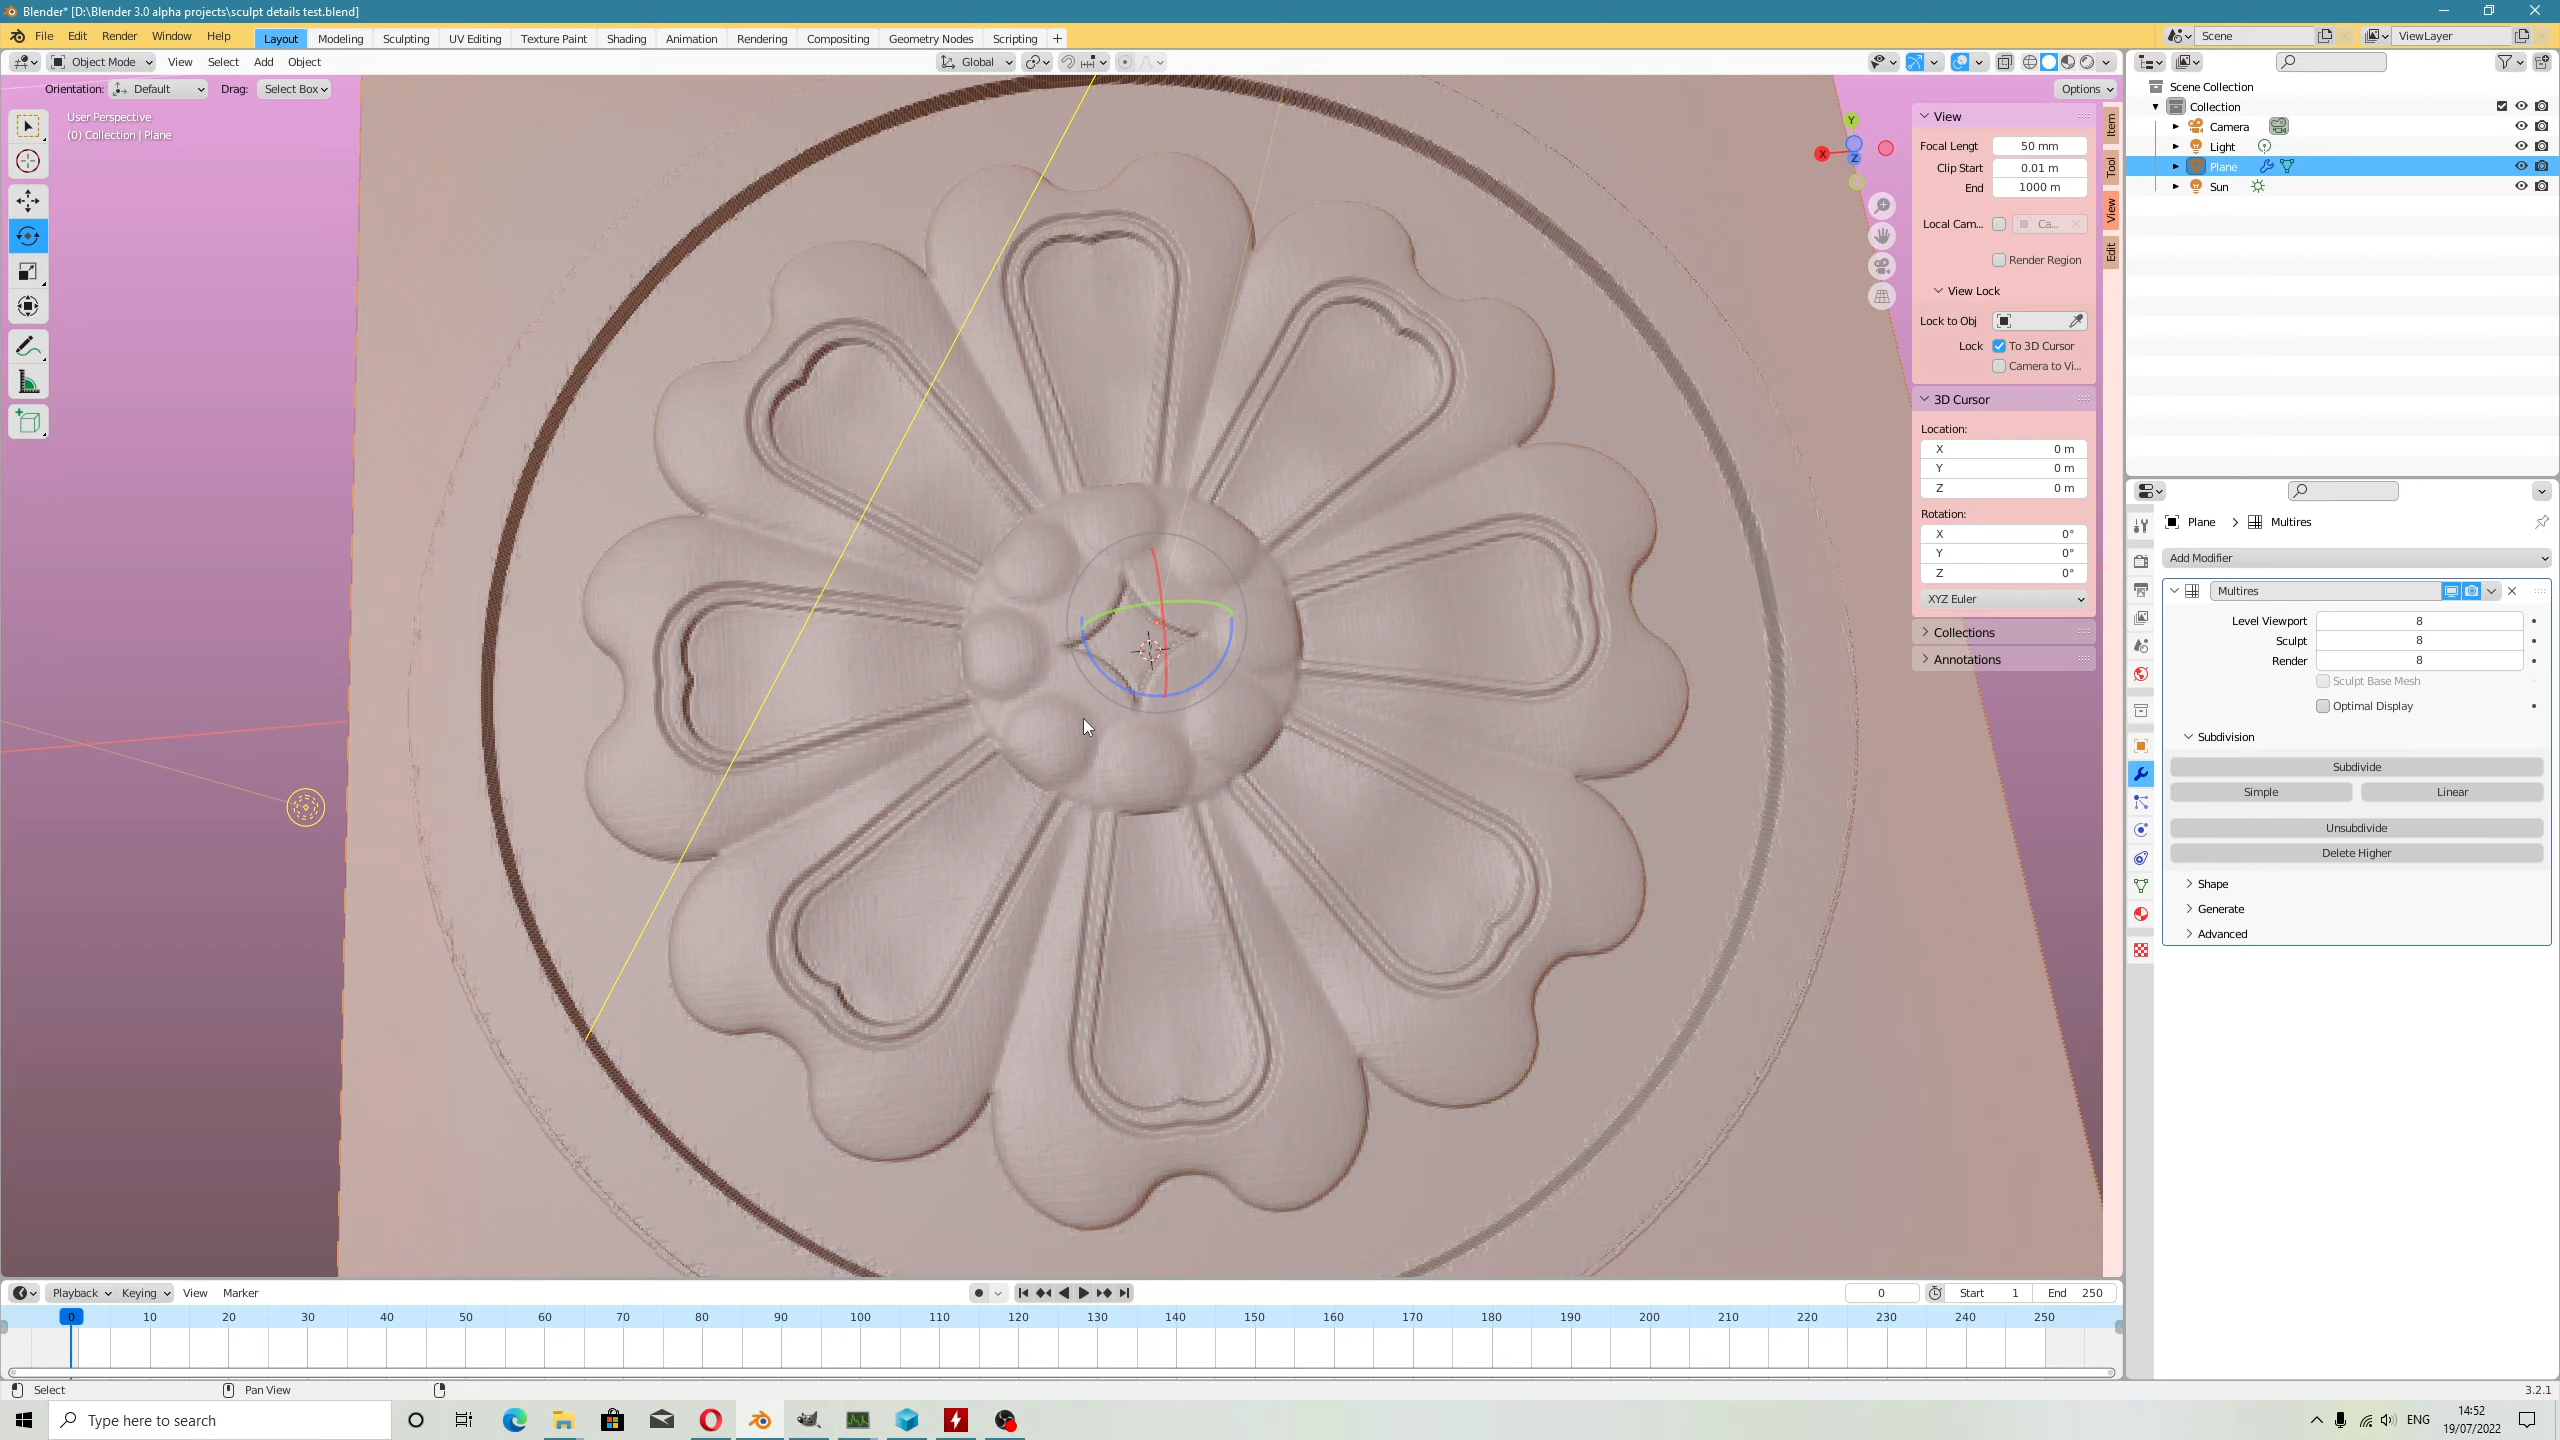 Blender* [D:\Blender 3.0 alpha projects\sculpt details test.blend]
File Edit Render Window Help Layout Modeling Sculpting UV Editing Texture Paint Shading Animation Rendering Compositing Geometry Nodes Scripting + Scene ViewLayer
Object Mode View Select Add Object Global
Orientation: Default Drag: Select Box Options
User Perspective
(0) Collection | Plane
Y
X
Z
View
Focal Lengt 50 mm
Clip Start 0.01 m
End 1000 m
Local Cam... Ca...
Render Region
View Lock
Lock to Obj
Lock To 3D Cursor
Camera to Vi...
3D Cursor
Location:
X 0 m
Y 0 m
Z 0 m
Rotation:
X 0°
Y 0°
Z 0°
XYZ Euler
Collections
Annotations
Item
Tool
View
Edit
Scene Collection
Collection
Camera
Light
Plane
Sun
Plane > Multires
Add Modifier
Multires
Level Viewport 8
Sculpt 8
Render 8
Sculpt Base Mesh
Optimal Display
Subdivision
Subdivide
Simple Linear
Unsubdivide
Delete Higher
Shape
Generate
Advanced
Playback Keying View Marker 0 Start 1 End 250
0 10 20 30 40 50 60 70 80 90 100 110 120 130 140 150 160 170 180 190 200 210 220 230 240 250
Select Pan View 3.2.1
Type here to search ENG
14:52
19/07/2022